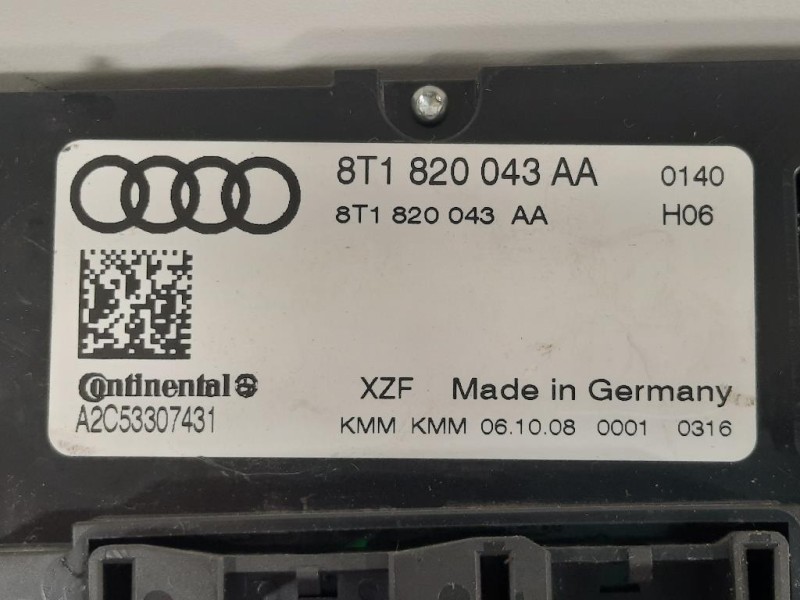 8T1 820 043 AA 0140
8T1 820 043 AA H06
Continental
A2C53307431
XZF Made in Germany
KMM KMM 06.10.08 0001 0316